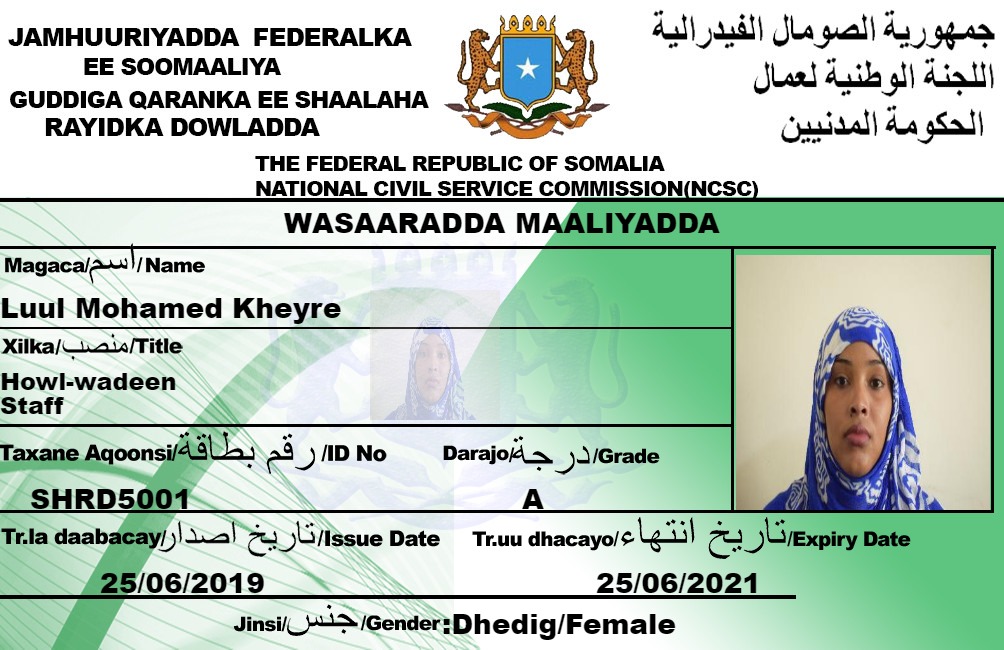 JAMHUURIYADDA FEDERALKA
EE SOOMAALIYA
GUDDIGA QARANKA EE SHAALAHA
RAYIDKA DOWLADDA
جمهورية الصومال الفيدرالية
اللجنة الوطنية لعمال
الحكومة المدنيين
THE FEDERAL REPUBLIC OF SOMALIA
NATIONAL CIVIL SERVICE COMMISSION(NCSC)
WASAARADDA MAALIYADDA
Magaca/اسم/Name
Luul Mohamed Kheyre
Xilka/منصب/Title
Howl-wadeen
Staff
Taxane Aqoonsi/رقم بطاقة/ID No
SHRD5001
Darajo/درجة/Grade
A
Tr.la daabacay/تاريخ اصدار/Issue Date
25/06/2019
Tr.uu dhacayo/تاريخ انتهاء/Expiry Date
25/06/2021
Jinsi/جنس/Gender:Dhedig/Female